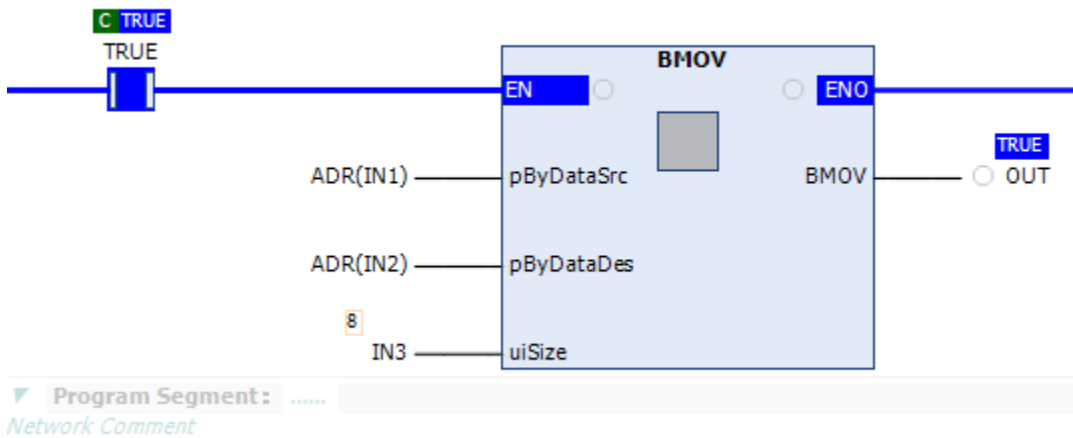 C TRUE
TRUE
BMOV
EN ENO
TRUE
ADR(IN1) pByDataSrc BMOV OUT
ADR(IN2) pByDataDes
8
IN3 uiSize
Program Segment: ......
Network Comment